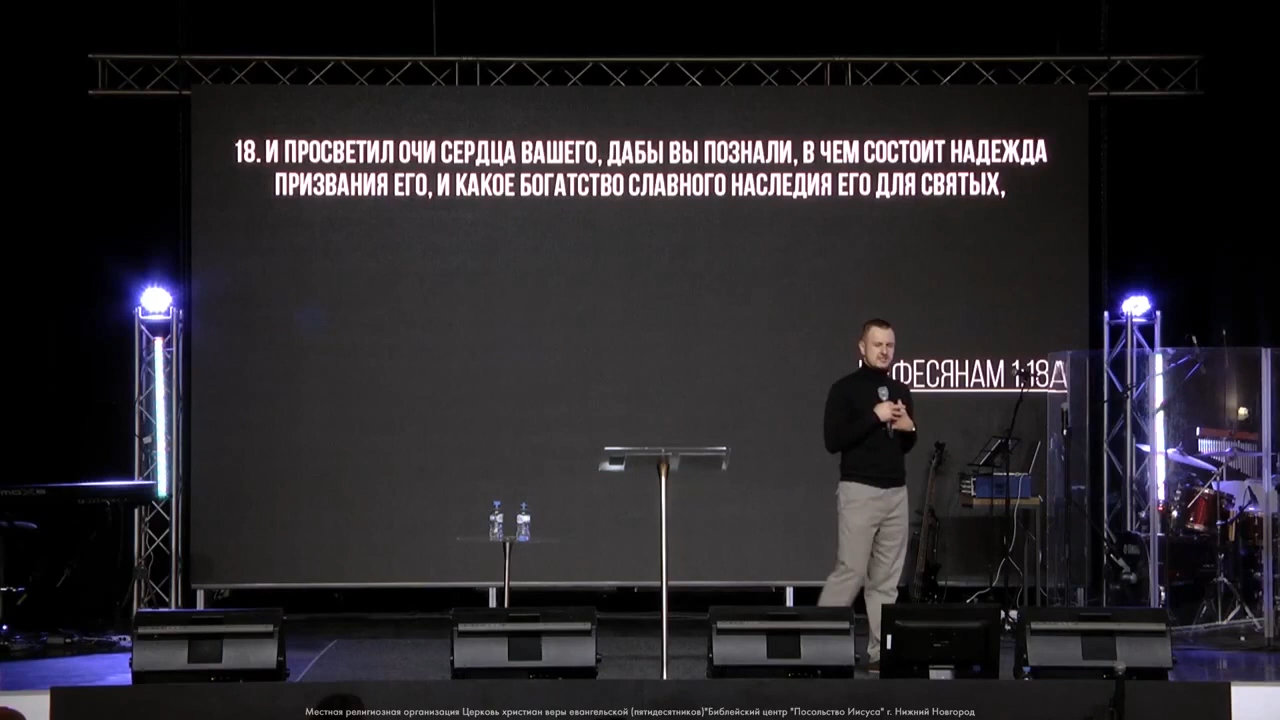 18. И ПРОСВЕТИЛ ОЧИ СЕРДЦА ВАШЕГО, ДАБЫ ВЫ ПОЗНАЛИ, В ЧЕМ СОСТОИТ НАДЕЖДА
ПРИЗВАНИЯ ЕГО, И КАКОЕ БОГАТСТВО СЛАВНОГО НАСЛЕДИЯ ЕГО ДЛЯ СВЯТЫХ,
ФЕСЯНАМ 1:18А
Местная религиозная организация Церковь христиан веры евангельской (пятидесятников)"Библейский центр "Посольство Иисуса" г. Нижний Новгород